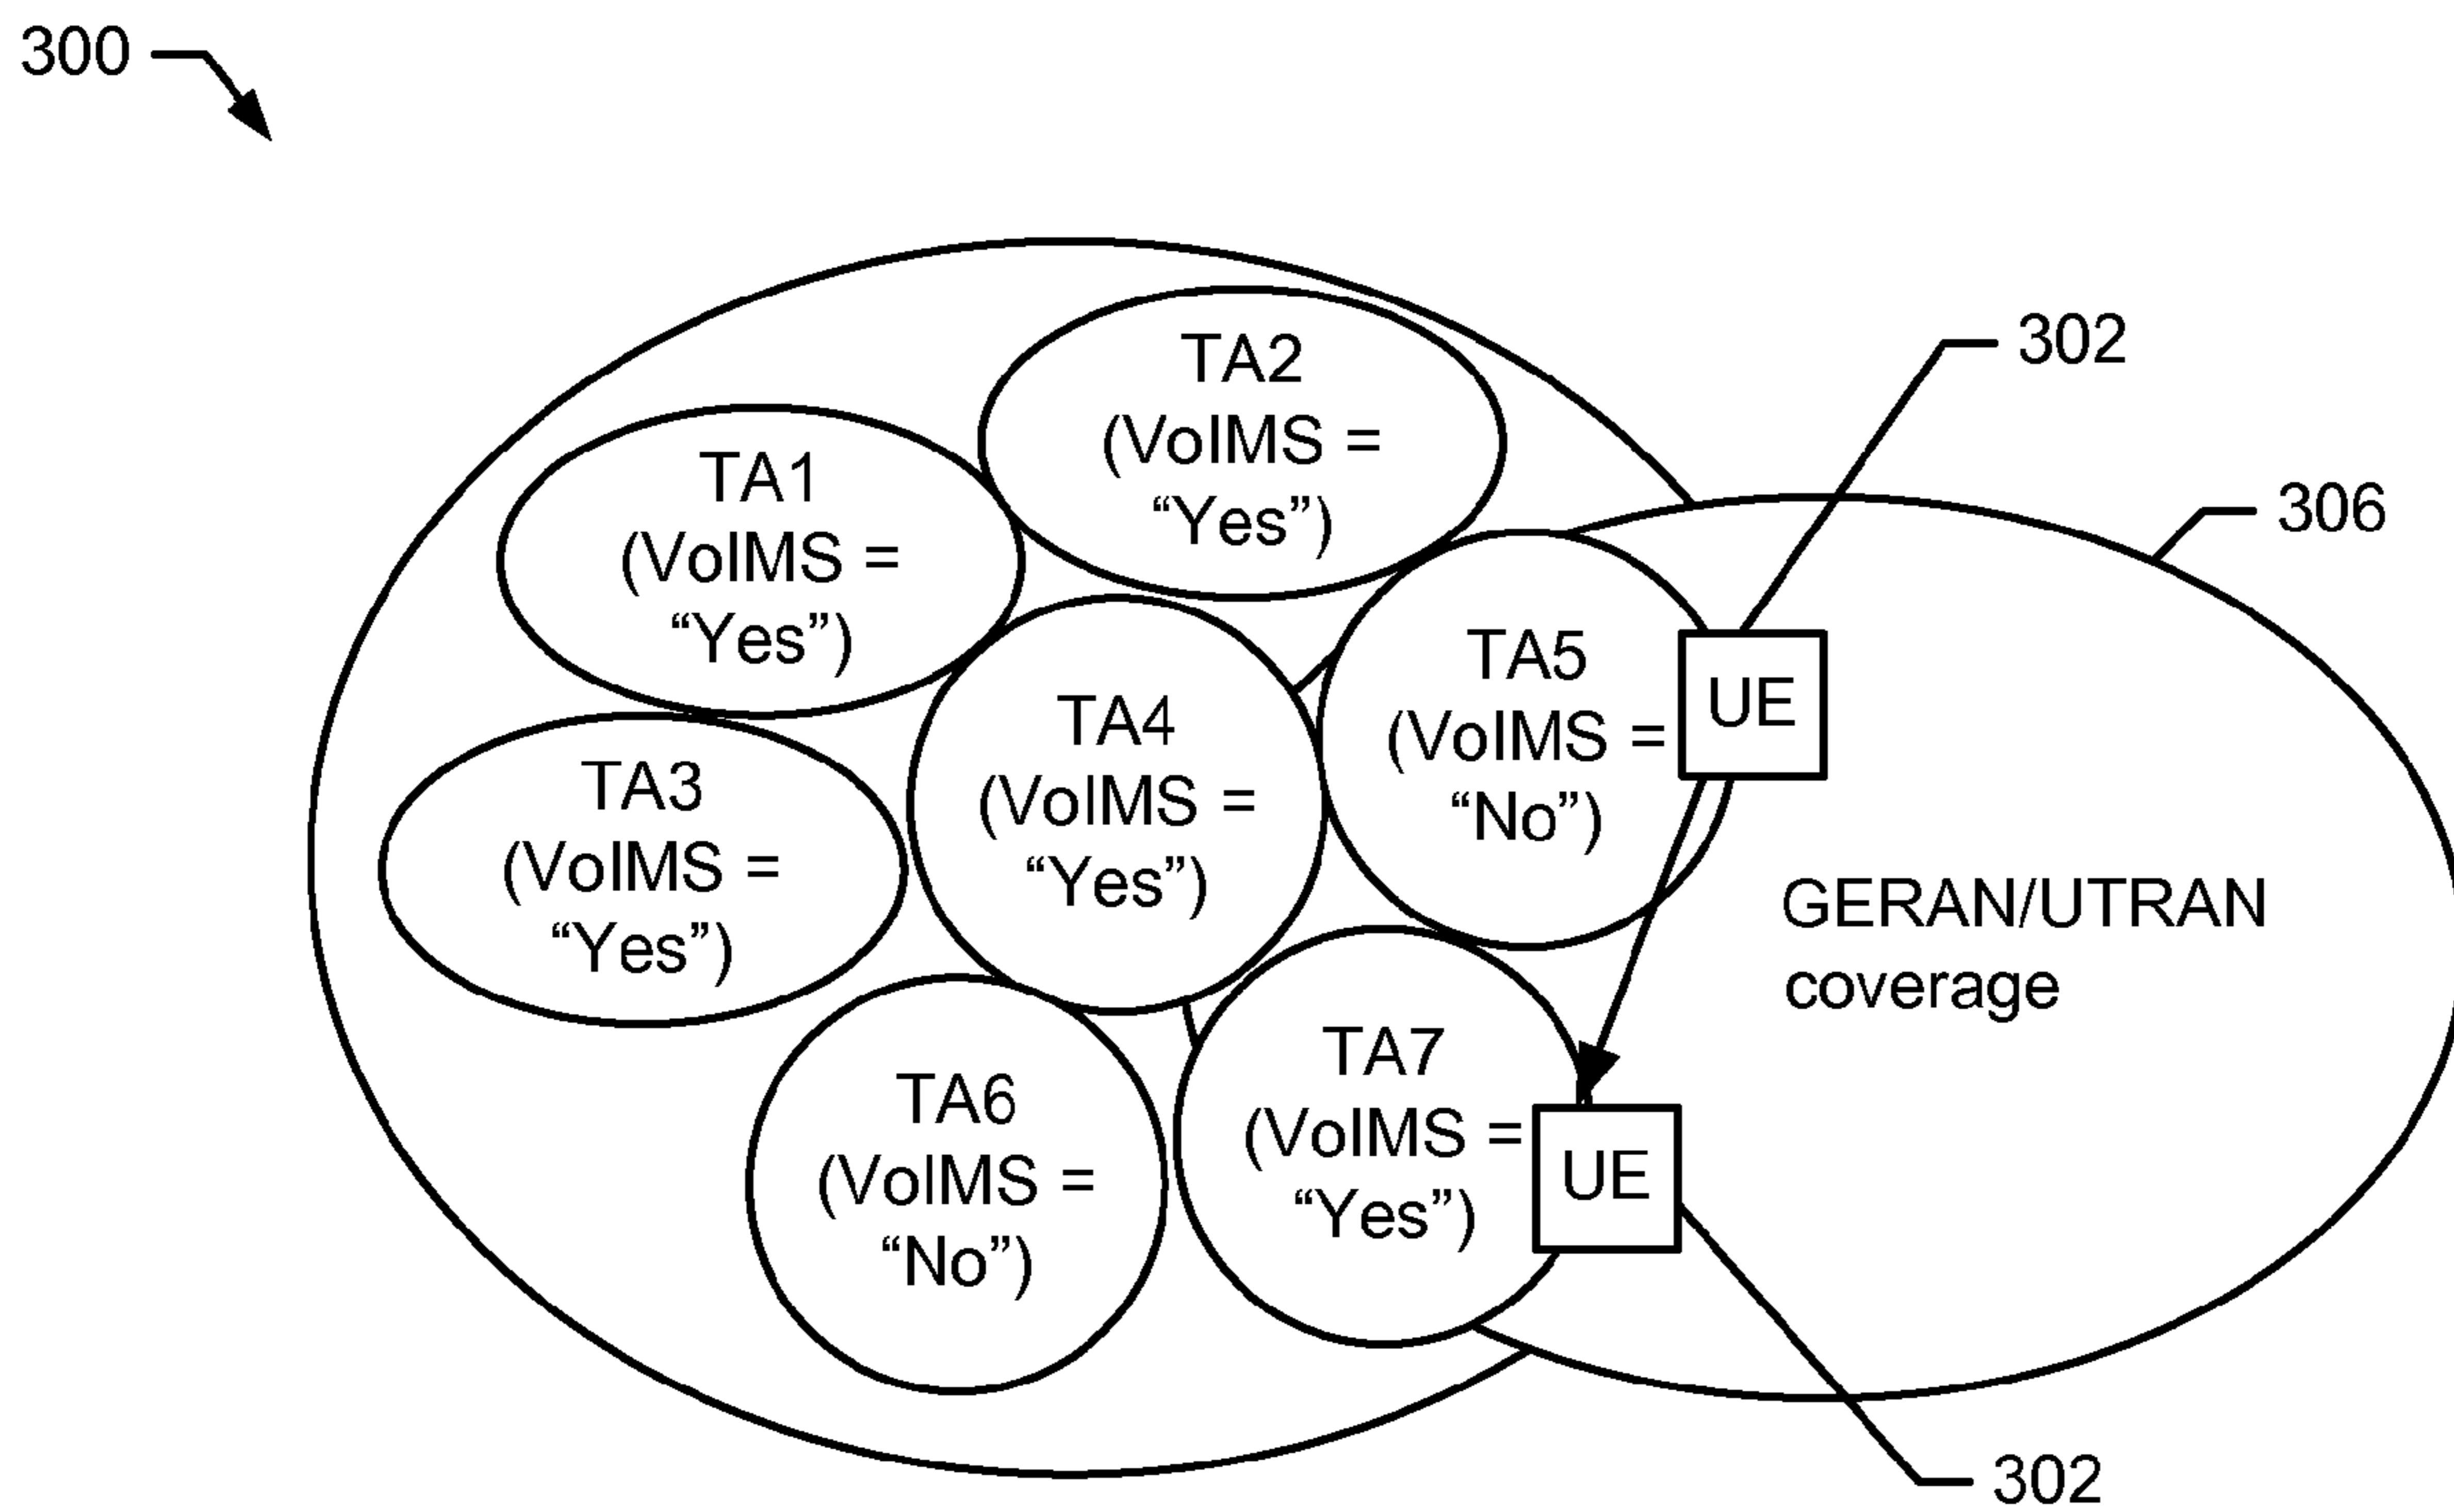 300
302
306
TA2
(VoIMS =
“Yes”)
TA1
(VoIMS =
“Yes”)
TA5
(VoIMS =
“No”)
UE
TA4
(VoIMS =
“Yes”)
TA3
(VoIMS =
“Yes”)
GERAN/UTRAN
coverage
TA7
(VoIMS =
“Yes”)
UE
TA6
(VoIMS =
“No”)
302